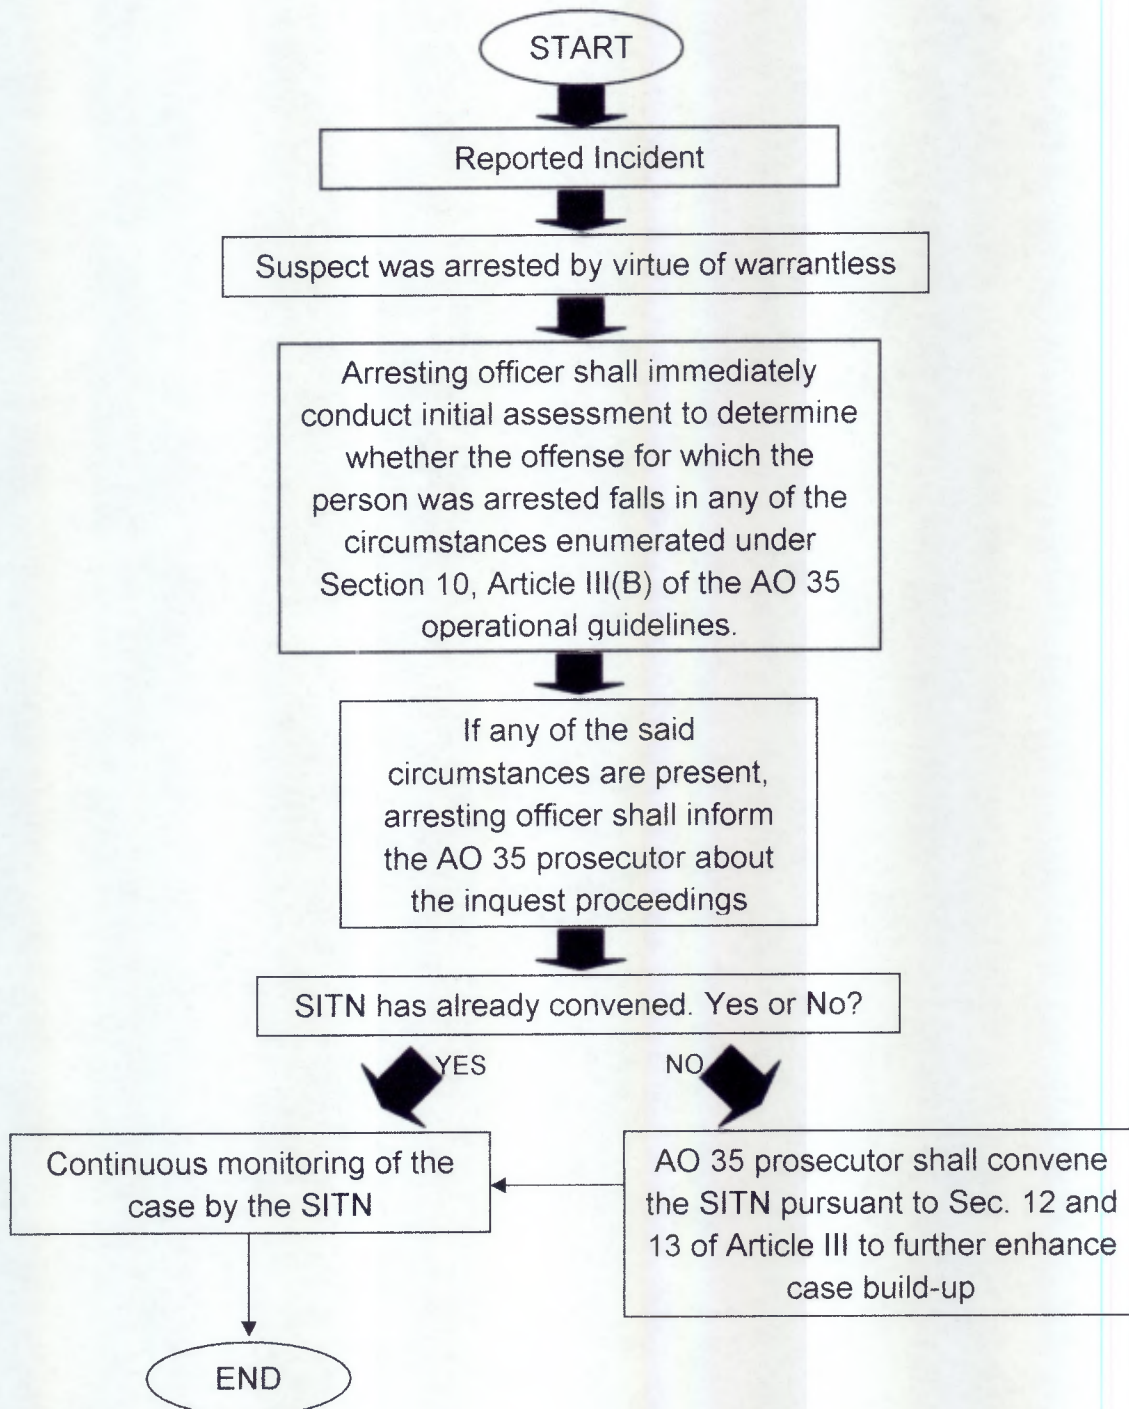 START
Reported Incident
Suspect was arrested by virtue of warrantless
Arresting officer shall immediately
conduct initial assessment to determine
whether the offense for which the
person was arrested falls in any of the
circumstances enumerated under
Section 10, Article III(B) of the AO 35
operational guidelines.
If any of the said
circumstances are present,
arresting officer shall inform
the AO 35 prosecutor about
the inquest proceedings
SITN has already convened. Yes or No?
YES
NO
Continuous monitoring of the
case by the SITN
AO 35 prosecutor shall convene
the SITN pursuant to Sec. 12 and
13 of Article III to further enhance
case build-up
END